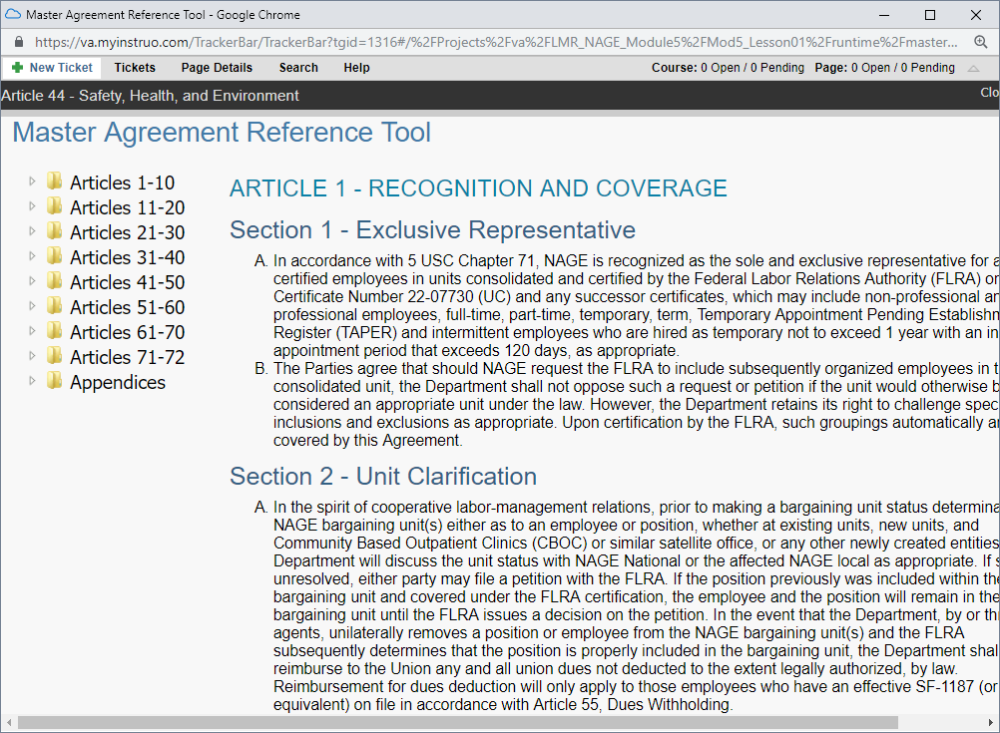 Master Agreement Reference Tool - Google Chrome
https://va.myinstruo.com/TrackerBar/TrackerBar?tgid=1316#/%2FProjects%2Fva%2FLMR_NAGE_Module5%2FMod5_Lesson01%2Fruntime%2Fmaster...
New Ticket Tickets Page Details Search Help Course: 0 Open / 0 Pending Page: 0 Open / 0 Pending
Article 44 - Safety, Health, and Environment Clo
Master Agreement Reference Tool
Articles 1-10
Articles 11-20
Articles 21-30
Articles 31-40
Articles 41-50
Articles 51-60
Articles 61-70
Articles 71-72
Appendices
ARTICLE 1 - RECOGNITION AND COVERAGE
Section 1 - Exclusive Representative
A. In accordance with 5 USC Chapter 71, NAGE is recognized as the sole and exclusive representative for a
certified employees in units consolidated and certified by the Federal Labor Relations Authority (FLRA) on
Certificate Number 22-07730 (UC) and any successor certificates, which may include non-professional an
professional employees, full-time, part-time, temporary, term, Temporary Appointment Pending Establishm
Register (TAPER) and intermittent employees who are hired as temporary not to exceed 1 year with an in
appointment period that exceeds 120 days, as appropriate.
B. The Parties agree that should NAGE request the FLRA to include subsequently organized employees in t
consolidated unit, the Department shall not oppose such a request or petition if the unit would otherwise b
considered an appropriate unit under the law. However, the Department retains its right to challenge spec
inclusions and exclusions as appropriate. Upon certification by the FLRA, such groupings automatically a
covered by this Agreement.
Section 2 - Unit Clarification
A. In the spirit of cooperative labor-management relations, prior to making a bargaining unit status determina
NAGE bargaining unit(s) either as to an employee or position, whether at existing units, new units, and
Community Based Outpatient Clinics (CBOC) or similar satellite office, or any other newly created entities
Department will discuss the unit status with NAGE National or the affected NAGE local as appropriate. If s
unresolved, either party may file a petition with the FLRA. If the position previously was included within the
bargaining unit and covered under the FLRA certification, the employee and the position will remain in the
bargaining unit until the FLRA issues a decision on the petition. In the event that the Department, by or thr
agents, unilaterally removes a position or employee from the NAGE bargaining unit(s) and the FLRA
subsequently determines that the position is properly included in the bargaining unit, the Department shal
reimburse to the Union any and all union dues not deducted to the extent legally authorized, by law.
Reimbursement for dues deduction will only apply to those employees who have an effective SF-1187 (or
equivalent) on file in accordance with Article 55, Dues Withholding.